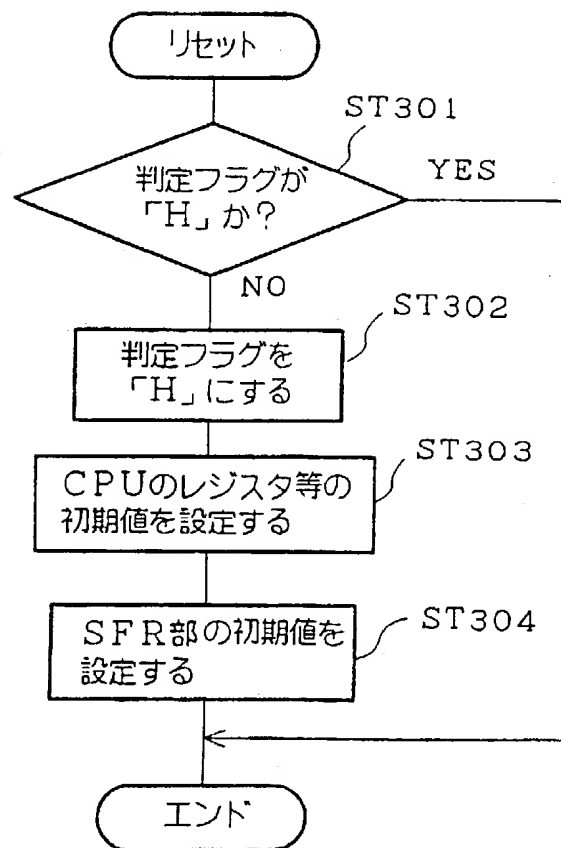 リセット
ST301
判定フラグが
「H」か?
YES
NO
ST302
判定フラグを
「H」にする
ST303
CPUのレジスタ等の
初期値を設定する
ST304
SFR部の初期値を
設定する
エンド